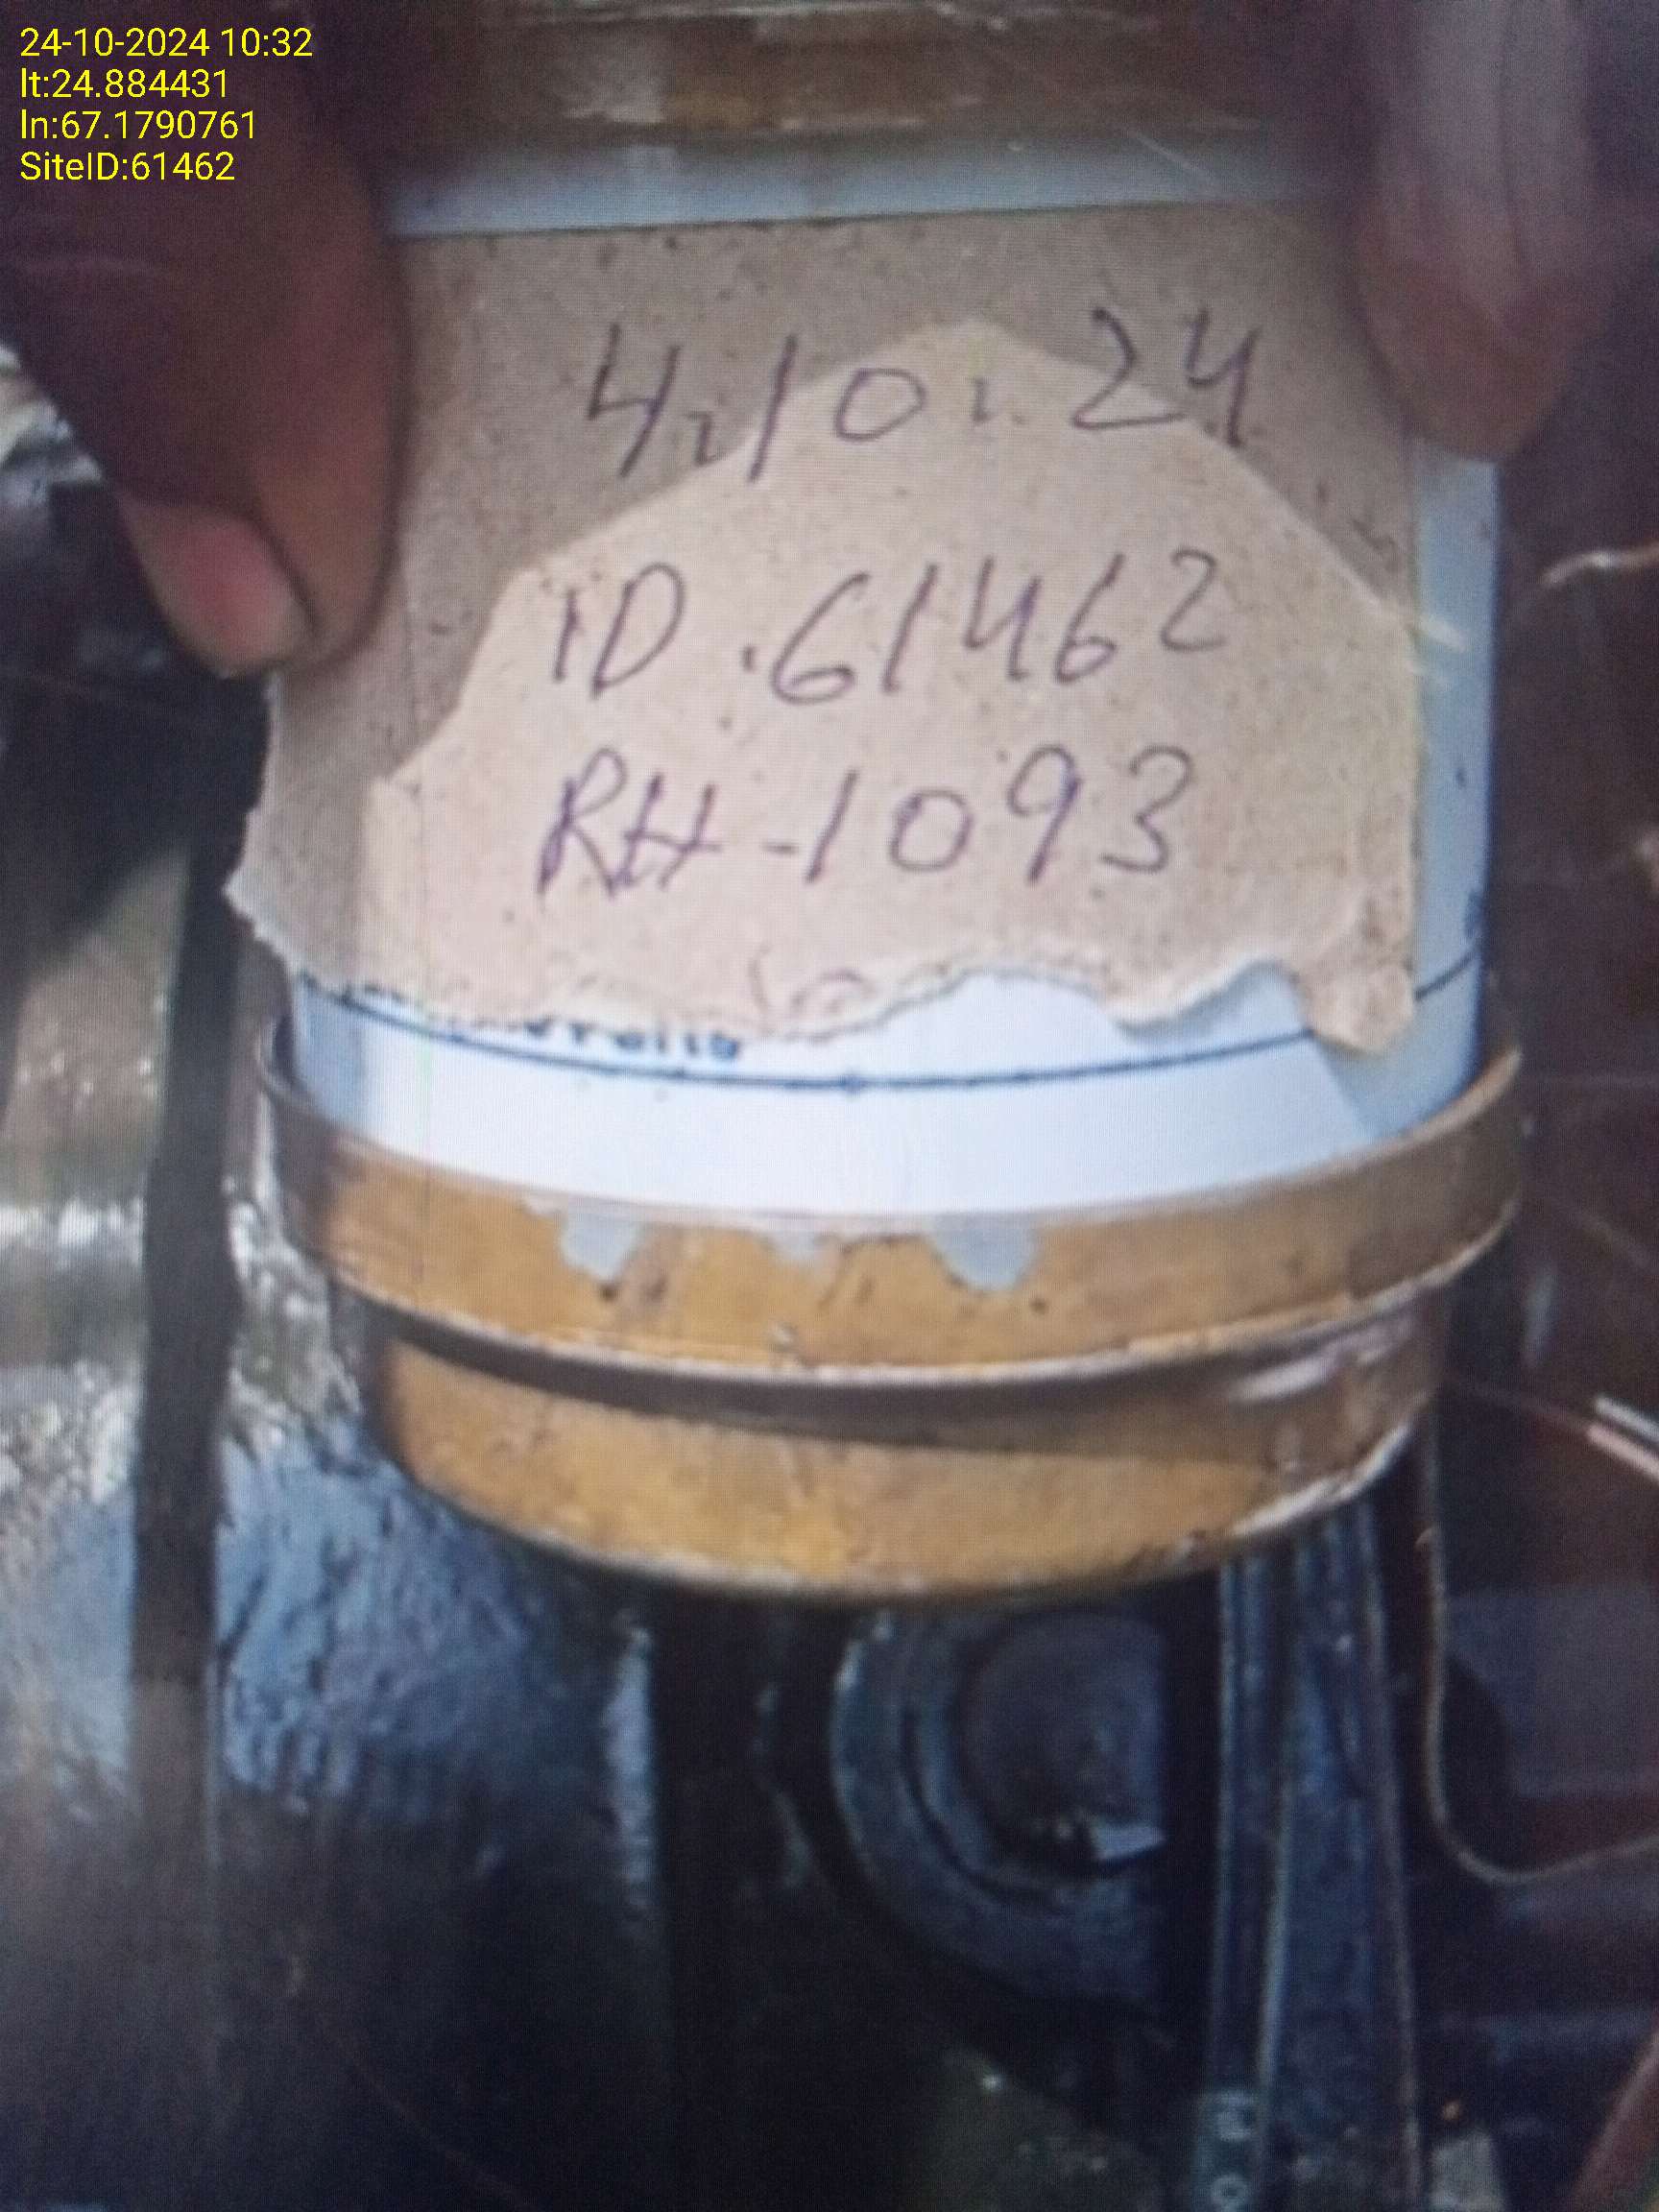 24-10-2024 10:32
lt:24.884431
ln:67.1790761
SiteID:61462
4.10.24
ID.61462
RH-1093